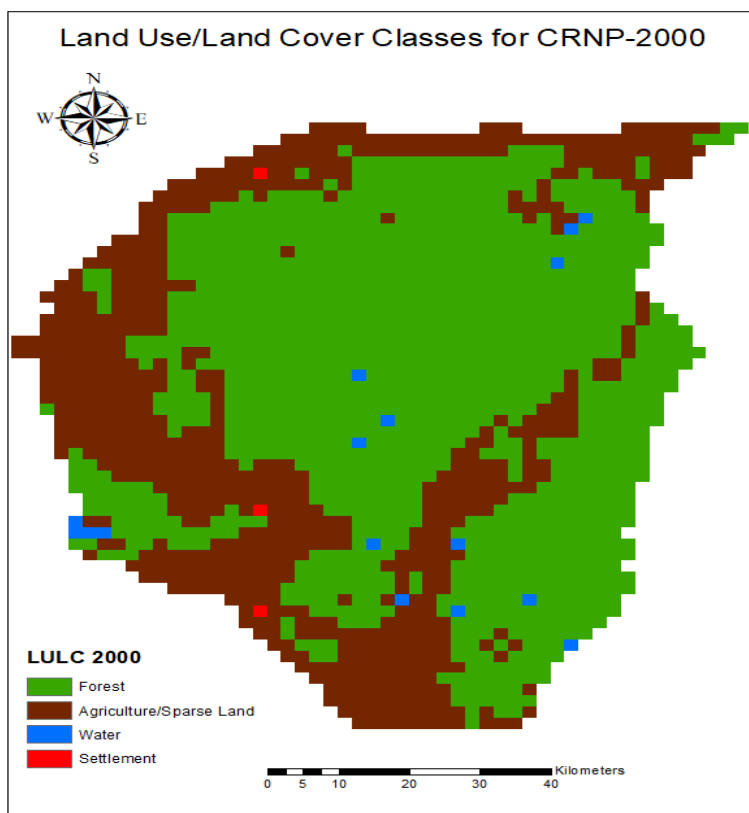 Land Use/Land Cover Classes for CRNP-2000
N
W E
S
LULC 2000
Forest
Agriculture/Sparse Land
Water
Settlement
Kilometers
0 5 10 20 30 40